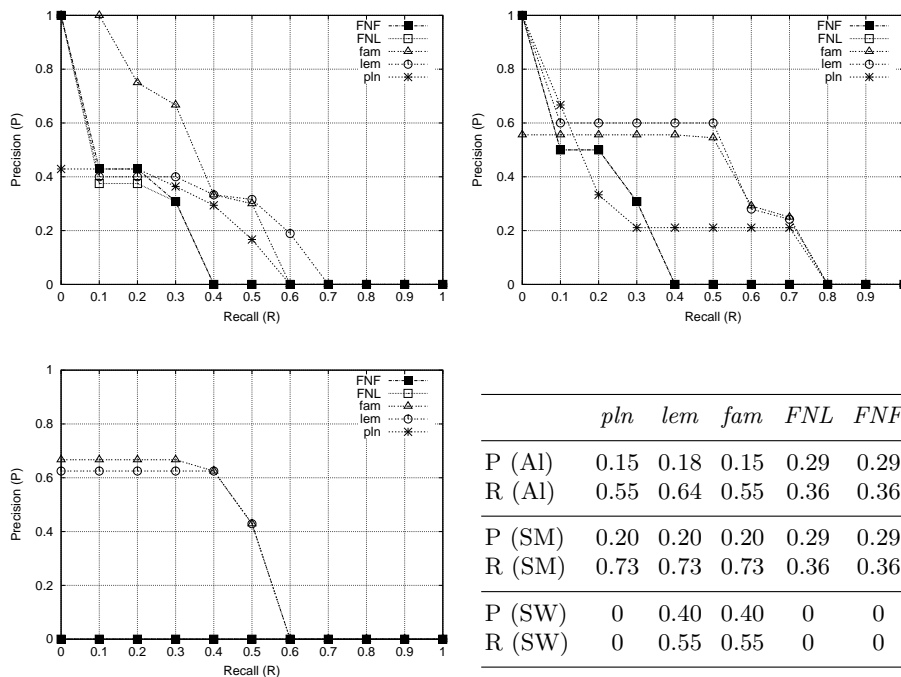 FNF
FNL
fam
lem
pln
1
0.8
0.6
0.4
0.2
0
Precision (P)
0 0.1 0.2 0.3 0.4 0.5 0.6 0.7 0.8 0.9 1
Recall (R)
FNF
FNL
fam
lem
pln
1
0.8
0.6
0.4
0.2
0
Precision (P)
0 0.1 0.2 0.3 0.4 0.5 0.6 0.7 0.8 0.9
Recall (R)
FNF
FNL
fam
lem
pln
1
0.8
0.6
0.4
0.2
0
Precision (P)
0 0.1 0.2 0.3 0.4 0.5 0.6 0.7 0.8 0.9 1
Recall (R)
pln lem fam FNL FNF
P (Al) 0.15 0.18 0.15 0.29 0.29
R (Al) 0.55 0.64 0.55 0.36 0.36
P (SM) 0.20 0.20 0.20 0.29 0.29
R (SM) 0.73 0.73 0.73 0.36 0.36
P (SW) 0 0.40 0.40 0 0
R (SW) 0 0.55 0.55 0 0